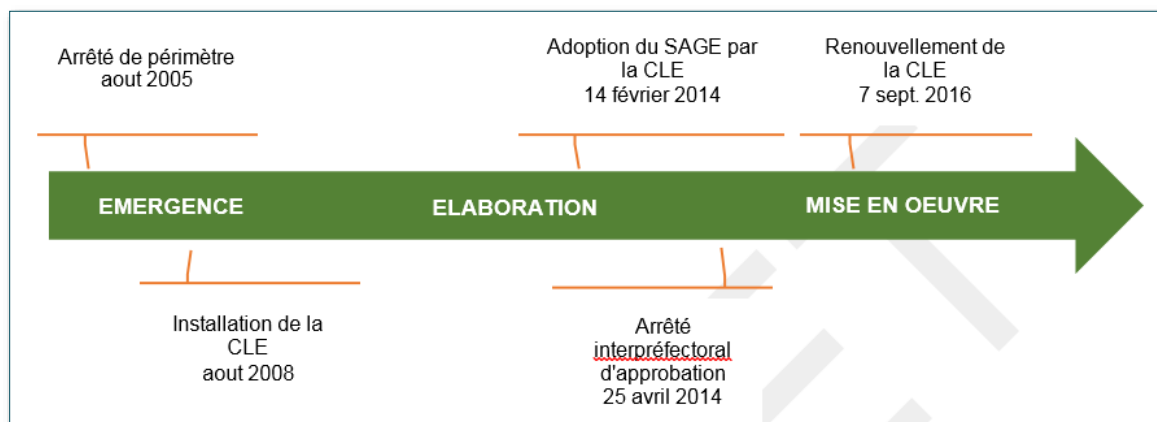 Arrêté de périmètre
aout 2005
Adoption du SAGE par
la CLE
14 février 2014
Renouvellement de
la CLE
7 sept. 2016
EMERGENCE
ELABORATION
MISE EN OEUVRE
Installation de la
CLE
aout 2008
Arrêté
interpréfectoral
d'approbation
25 avril 2014